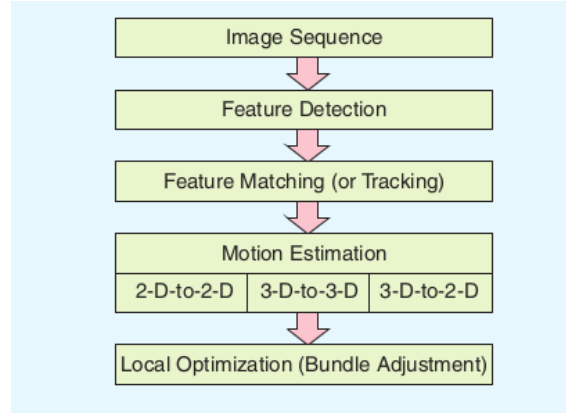 Image Sequence
Feature Detection
Feature Matching (or Tracking)
Motion Estimation
2-D-to-2-D 3-D-to-3-D 3-D-to-2-D
Local Optimization (Bundle Adjustment)